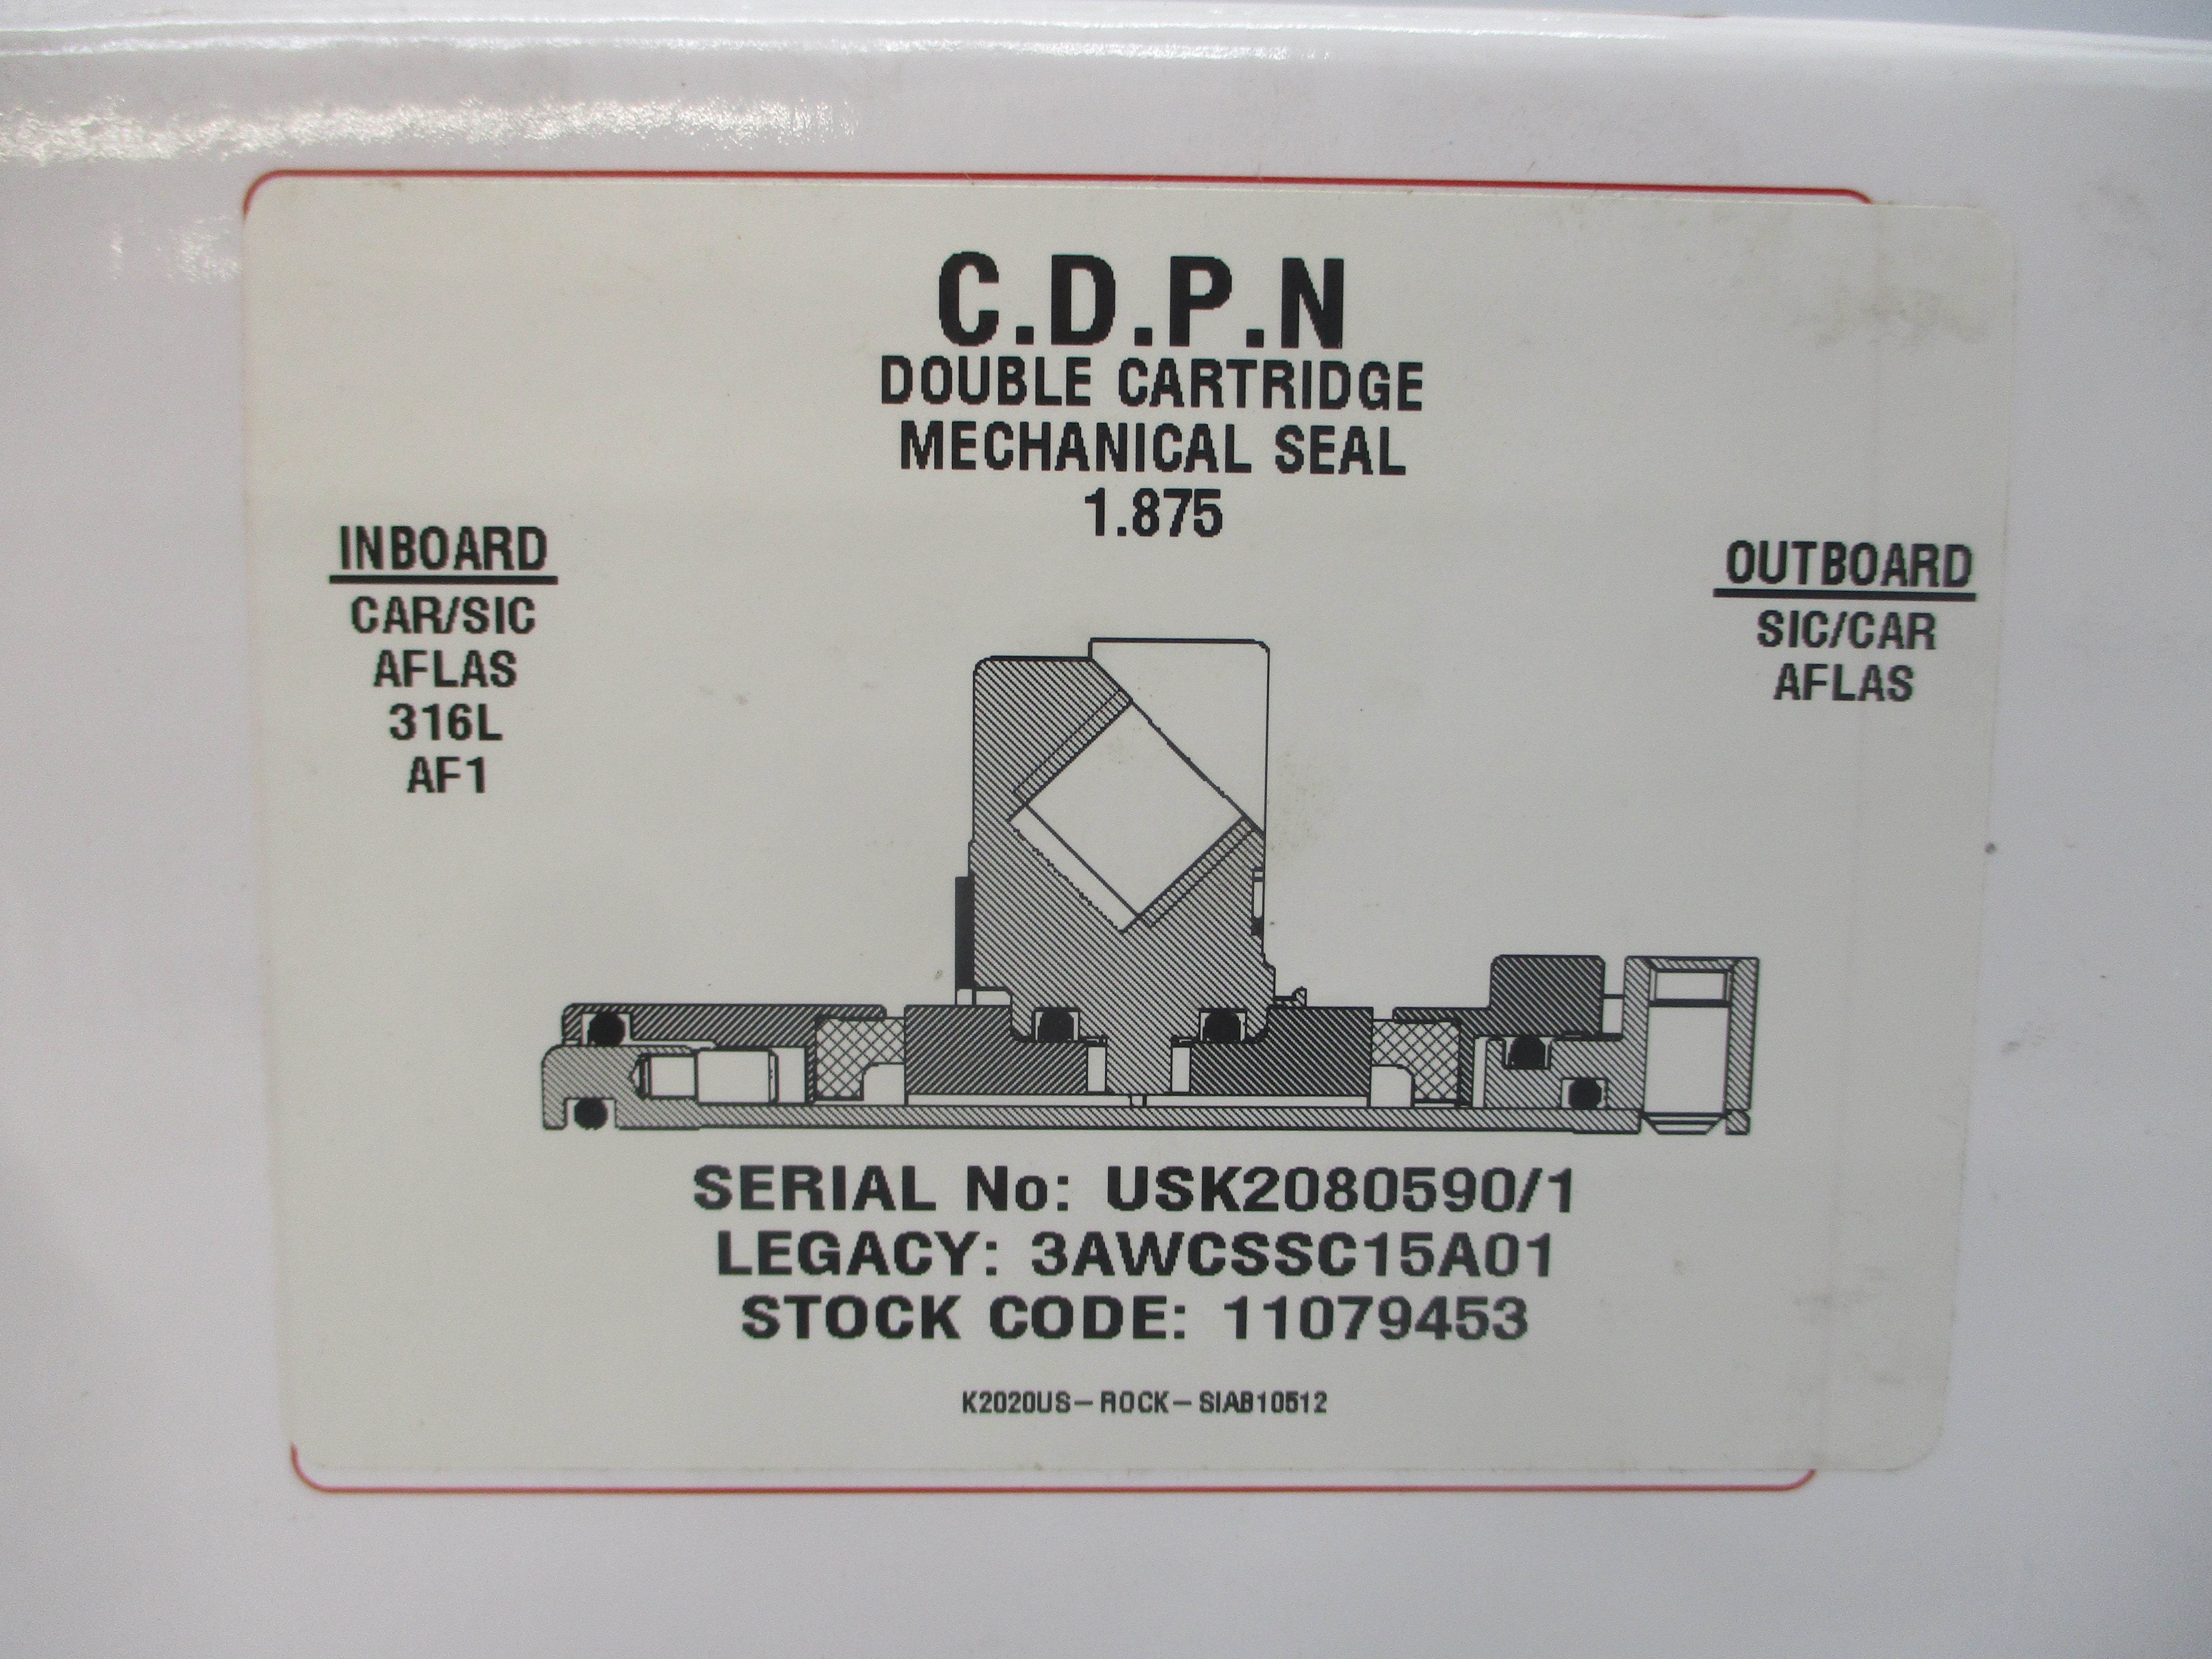 C.D.P.N
DOUBLE CARTRIDGE
MECHANICAL SEAL
1.875
INBOARD
CAR/SIC
AFLAS
316L
AF1
OUTBOARD
SIC/CAR
AFLAS
SERIAL No: USK2080590/1
LEGACY: 3AWCSSC15A01
STOCK CODE: 11079453
K2020US-ROCK-SIAB10512